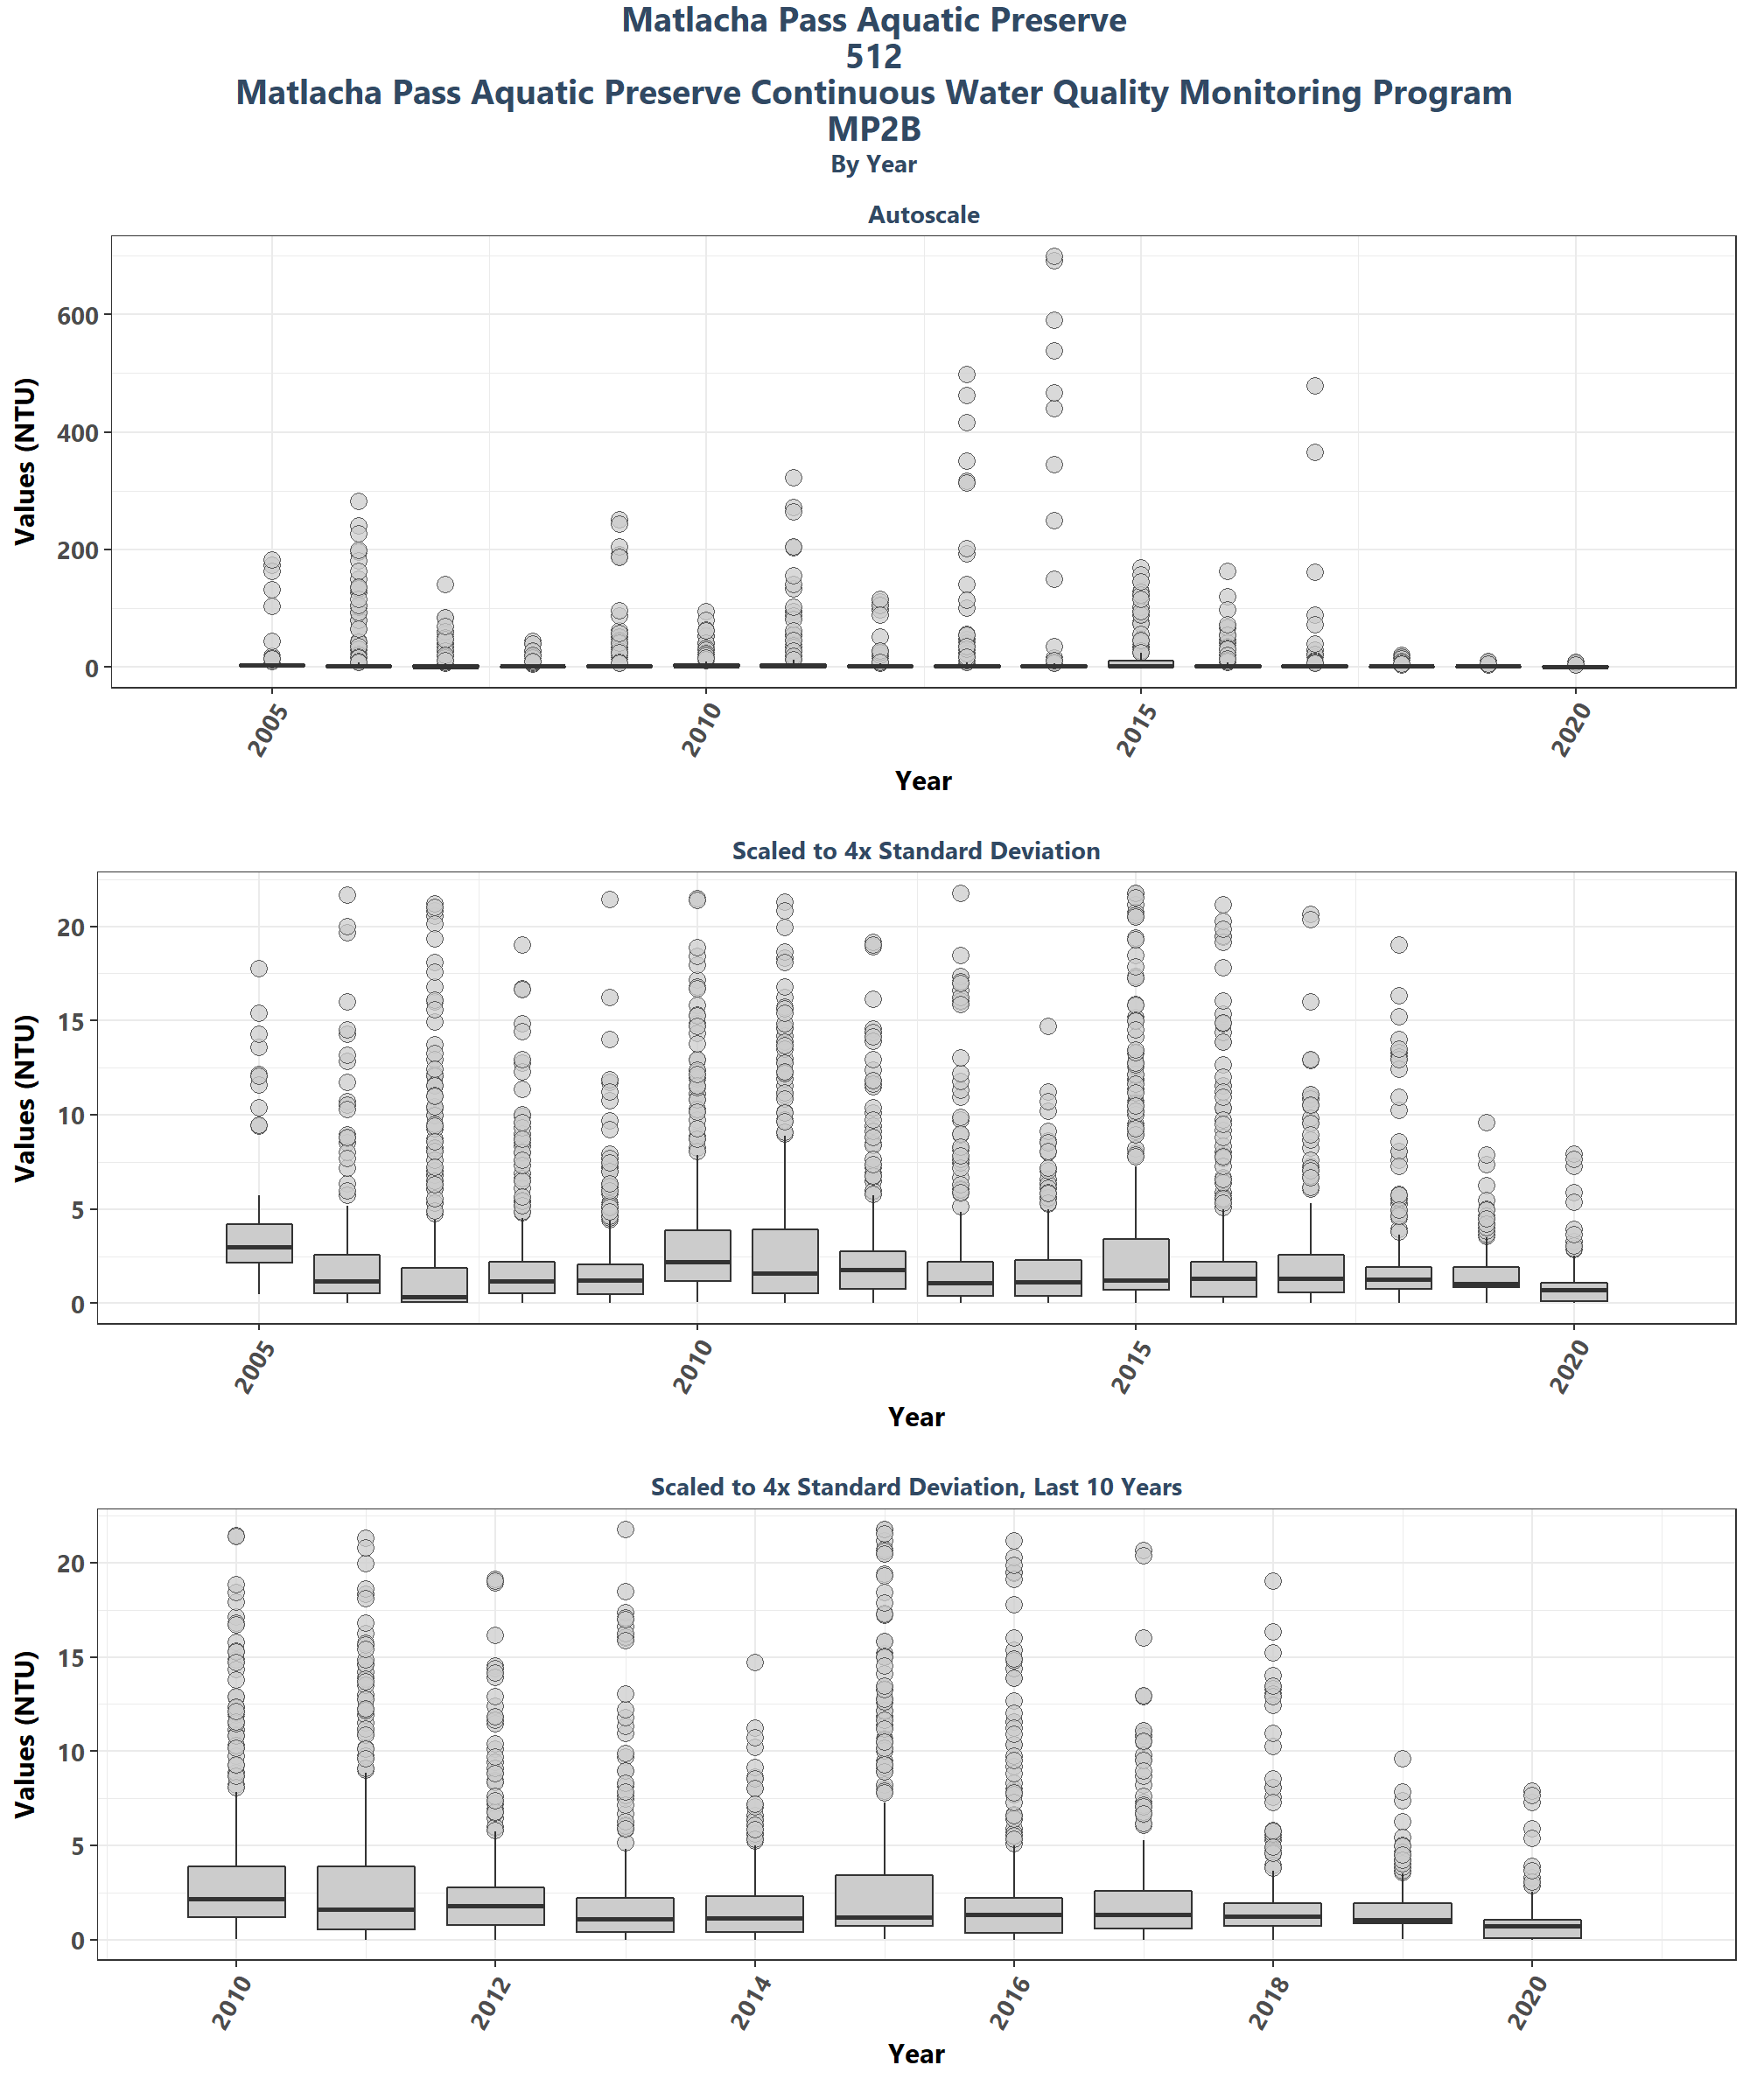 Matlacha Pass Aquatic Preserve
512
Matlacha Pass Aquatic Preserve Continuous Water Quality Monitoring Program
MP2B
By Year
Autoscale
Values (NTU)
600
400
200
0
2005
2010
2015
2020
Year
Scaled to 4x Standard Deviation
Values (NTU)
20
15
10
5
0
2005
2010
2015
2020
Year
Scaled to 4x Standard Deviation, Last 10 Years
Values (NTU)
20
15
10
5
0
2010
2012
2014
2016
2018
2020
Year